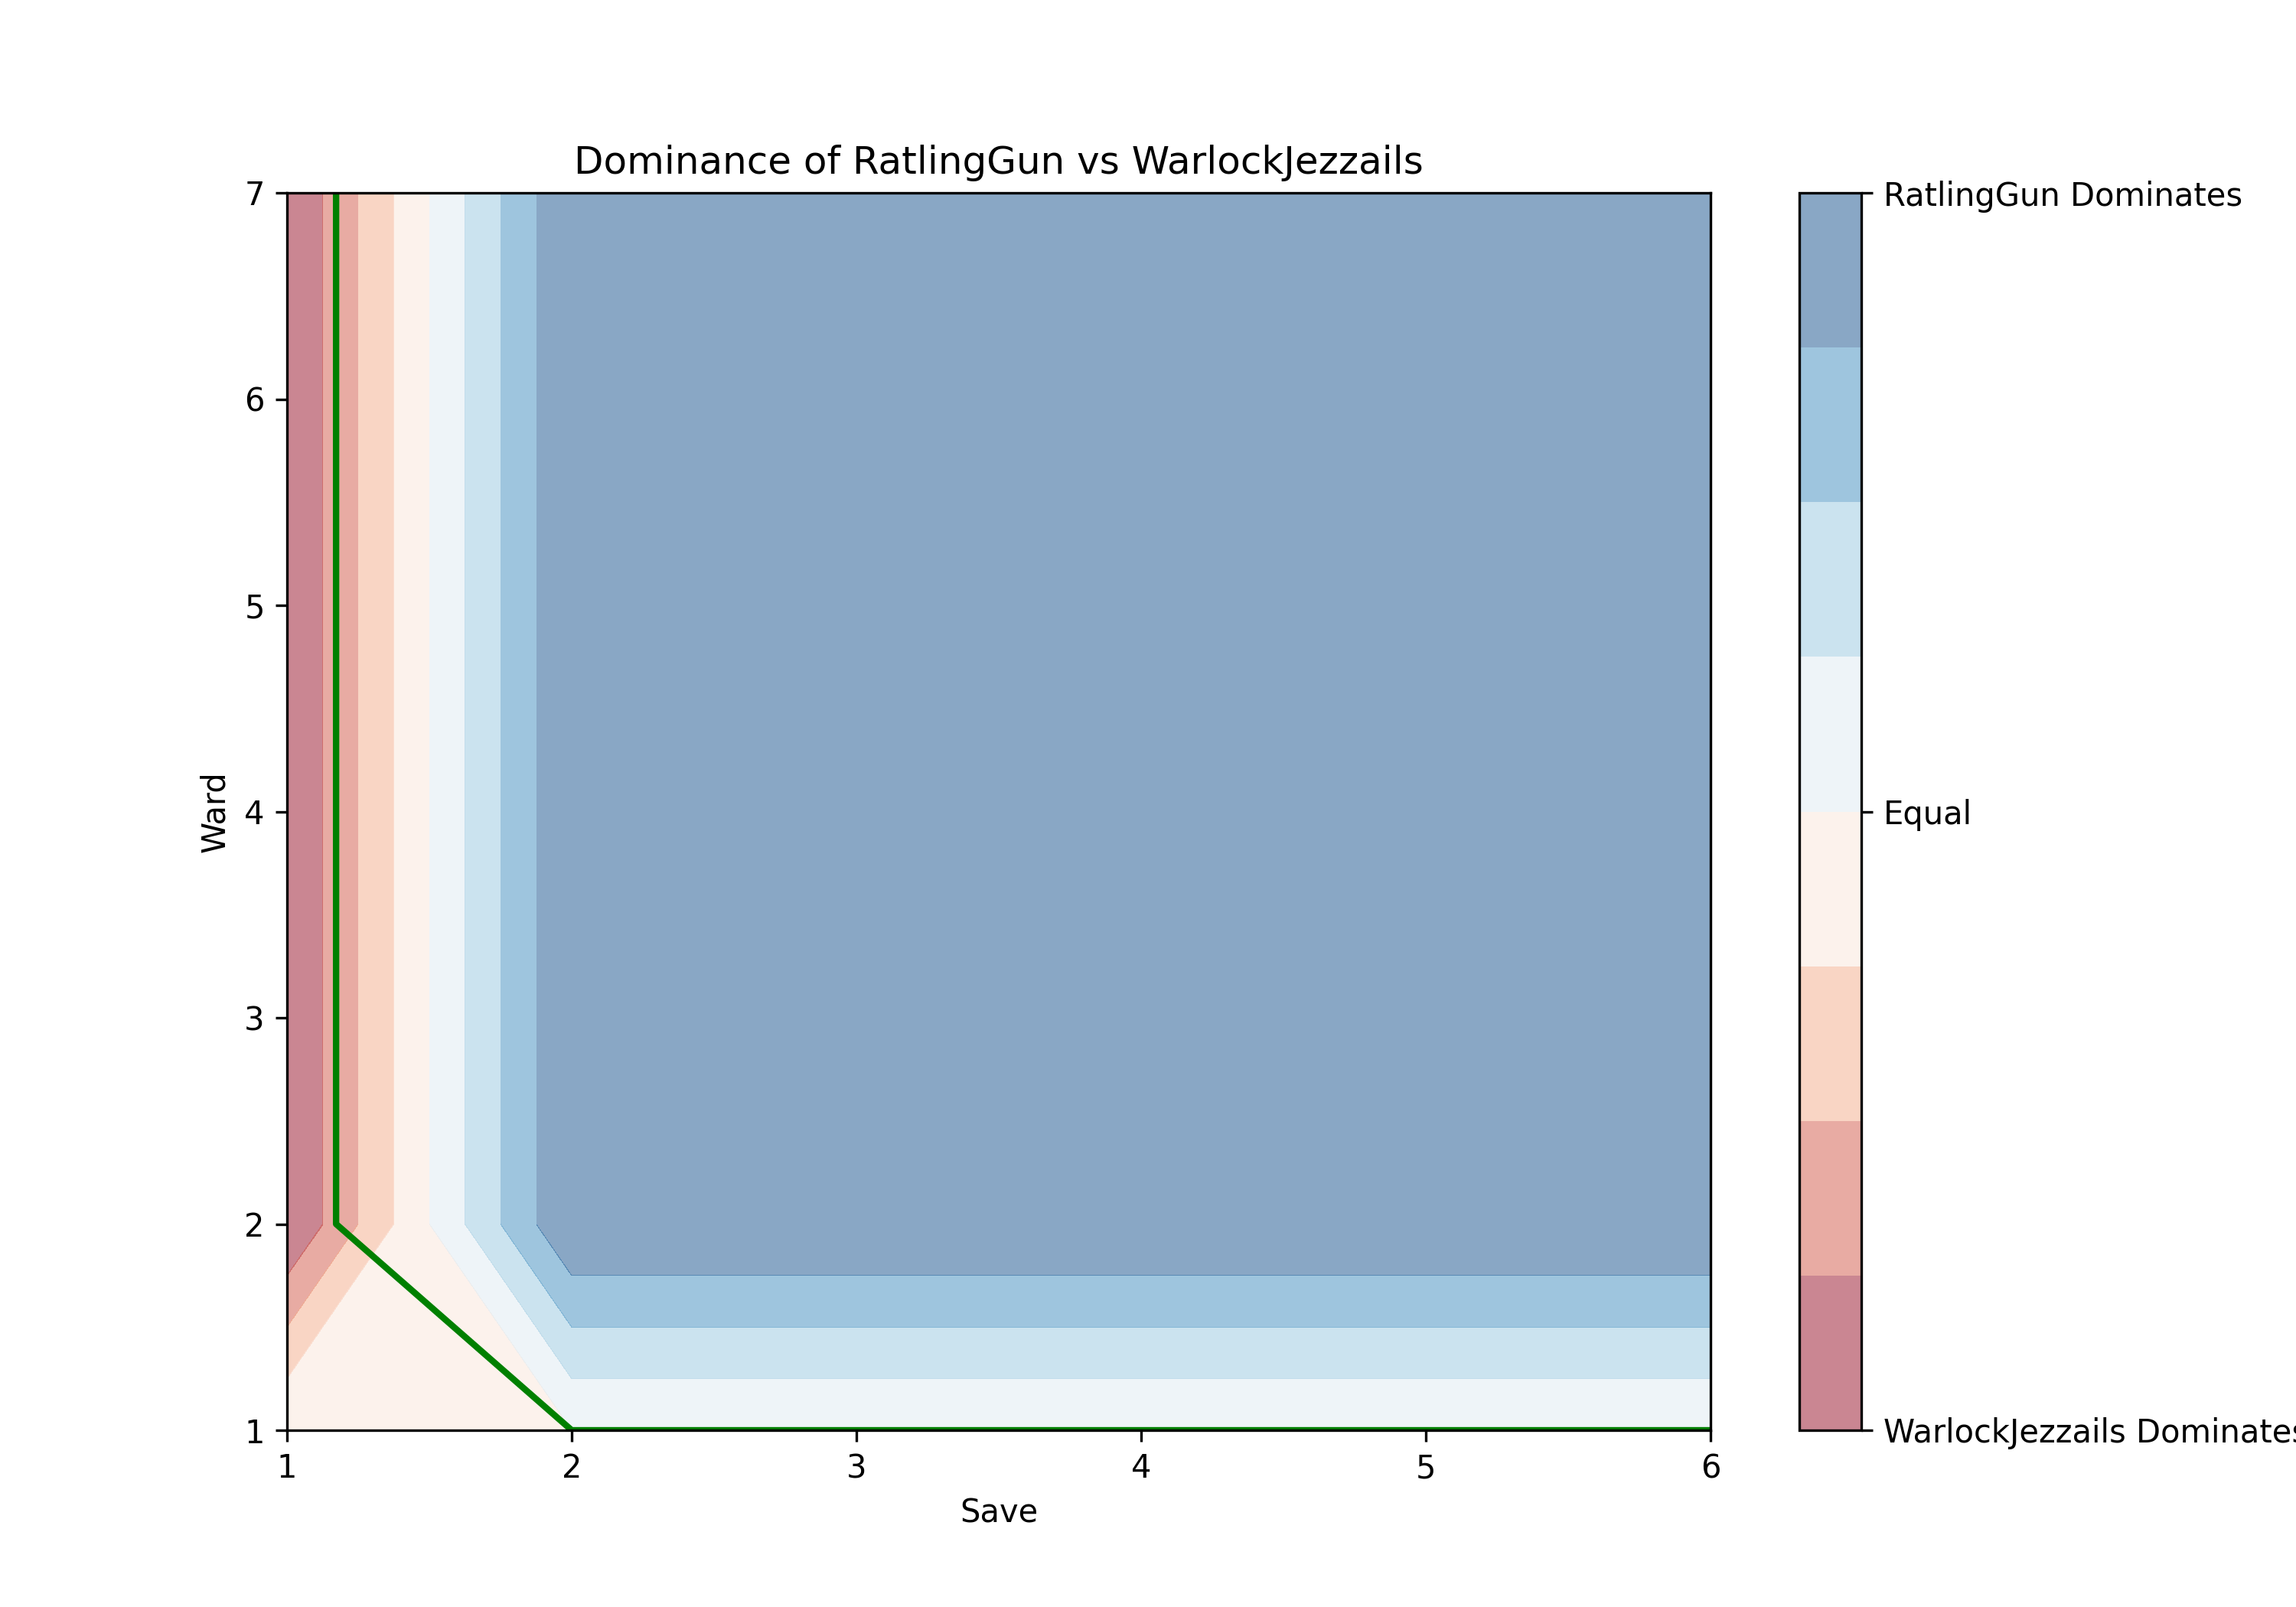 Dominance of RatlingGun vs WarlockJezzails
7
6
5
4
3
2
1
Ward
1 2 3 4 5 6
Save
RatlingGun Dominates
Equal
WarlockJezzails Dominates